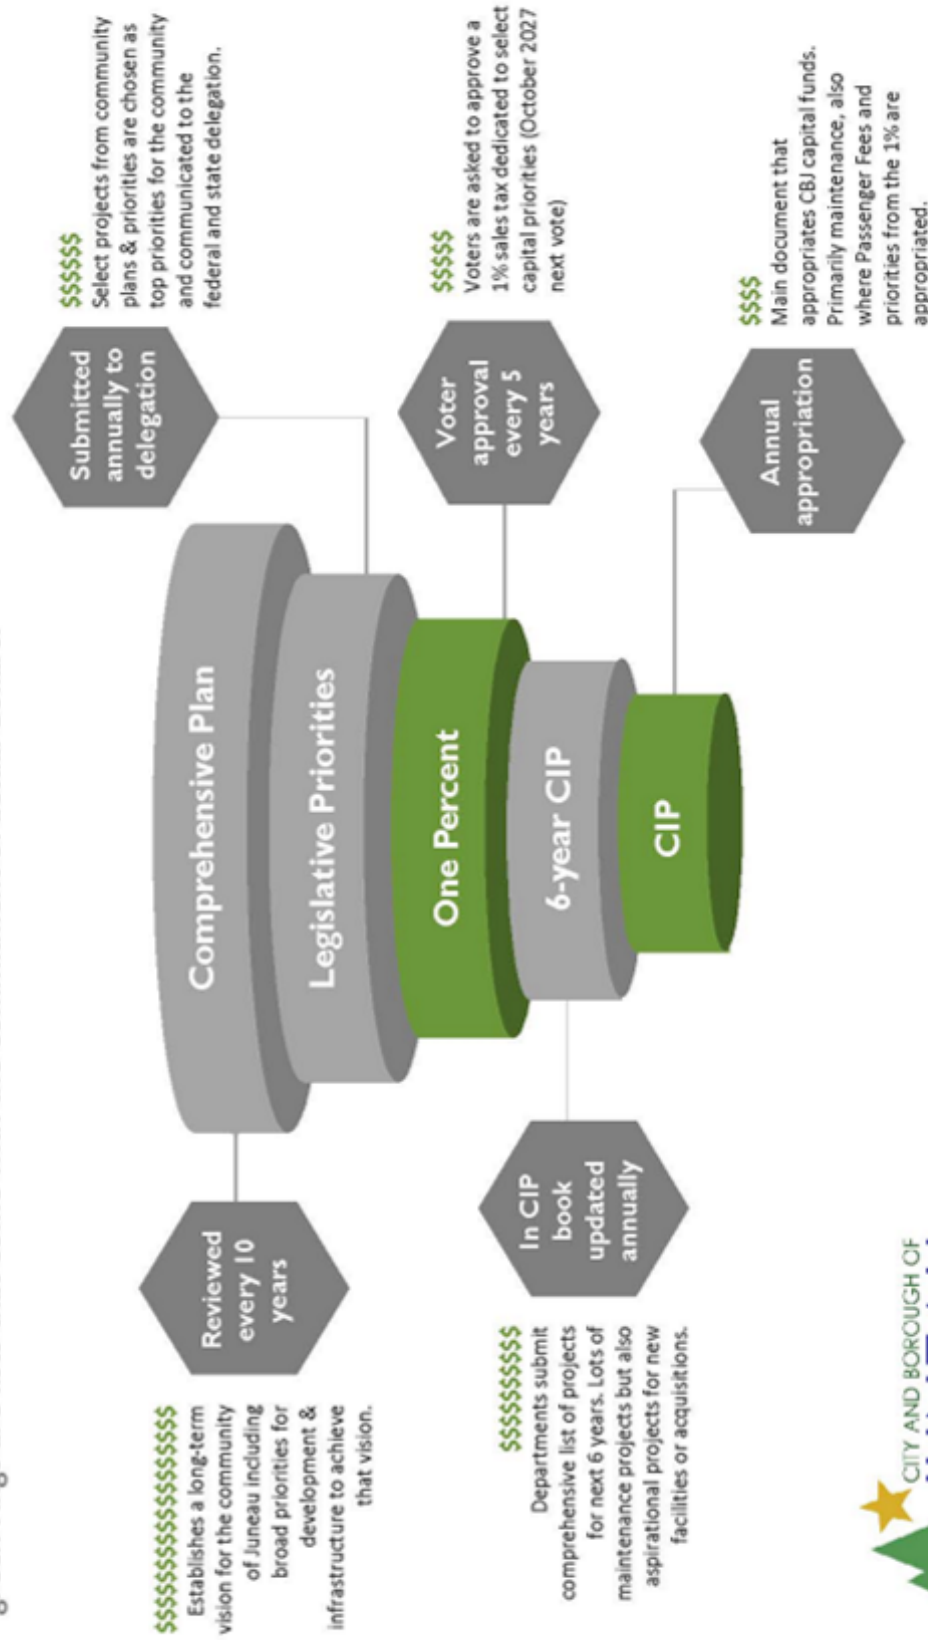 $$$$$$$$$$$$$$$$$$
Establishes a long-term
vision for the community
of Juneau including
broad priorities for
development &
infrastructure to achieve
that vision.
Reviewed
every 10
years
Comprehensive Plan
Submitted
annually to
delegation
$$$$$$
Select projects from community
plans & priorities are chosen as
top priorities for the community
and communicated to the
federal and state delegation.
Legislative Priorities
One Percent
Voter
approval
every 5
years
$$$$$
Voters are asked to approve a
1% sales tax dedicated to select
capital priorities (October 2027
next vote)
$$$$$$$$$$
Departments submit
comprehensive list of projects
for next 6 years. Lots of
maintenance projects but also
aspirational projects for new
facilities or acquisitions.
In CIP
book
updated
annually
6-year CIP
CIP
Annual
appropriation
$$$$
Main document that
appropriates CBJ capital funds.
Primarily maintenance, also
where Passenger Fees and
priorities from the 1% are
appropriated.
CITY AND BOROUGH OF